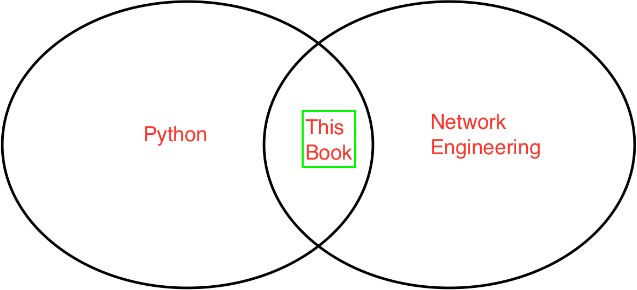 Python
This
Book
Network
Engineering